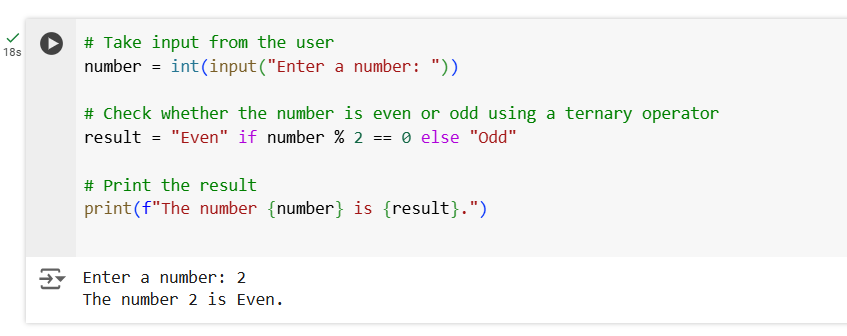 18s
# Take input from the user
number = int(input("Enter a number: "))
# Check whether the number is even or odd using a ternary operator
result = "Even" if number % 2 == 0 else "Odd"
# Print the result
print(f"The number {number} is {result}.")
Enter a number: 2
The number 2 is Even.